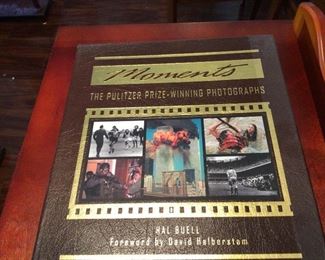 Moments
THE PULITZER PRIZE-WINNING PHOTOGRAPHS
HAL BUELL
Foreword by David Halberstam